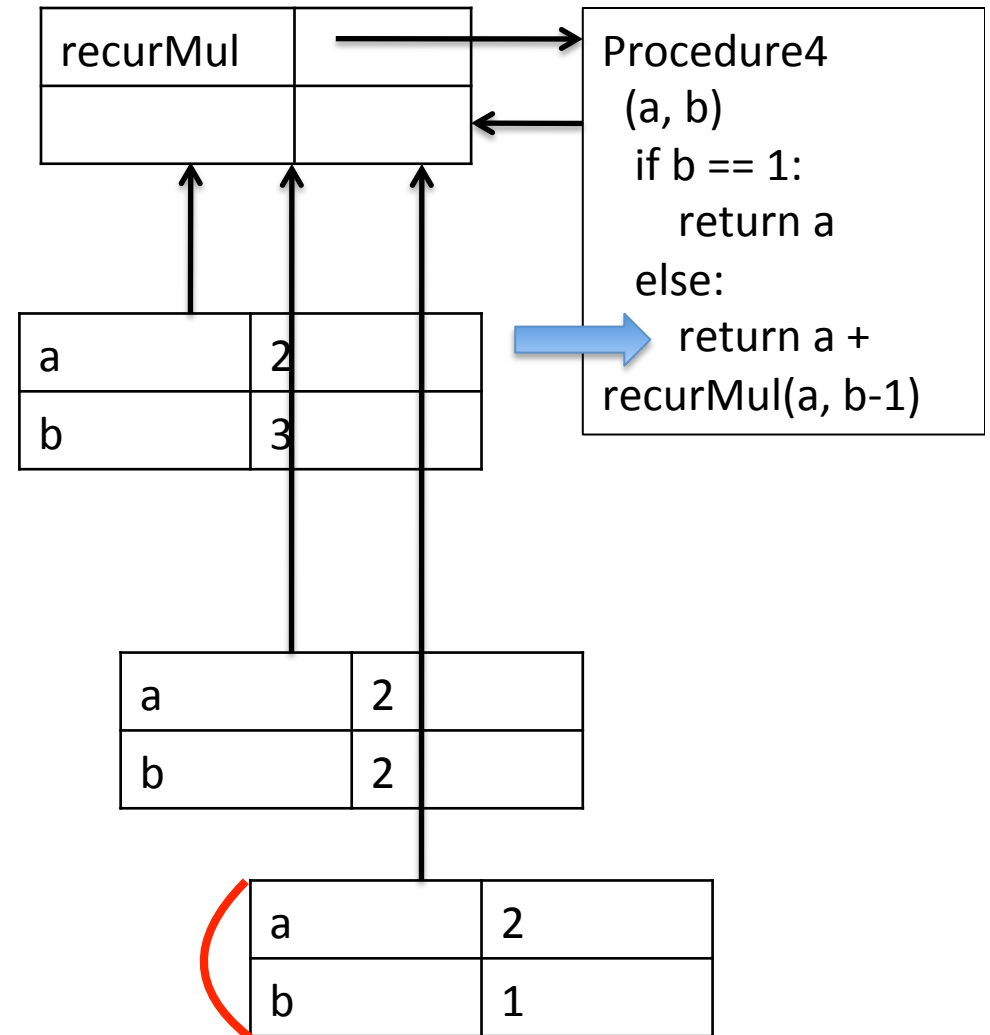 recurMul
Procedure4
(a, b)
if b == 1:
return a
else:
return a +
recurMul(a, b-1)
a 2
b 3
a 2
b 2
a 2
b 1